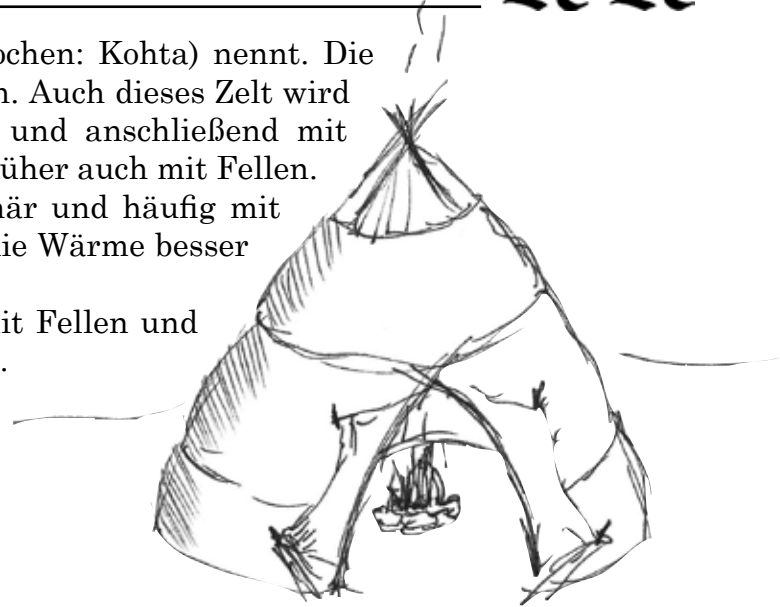 ochen: Kohta) nennt. Die
n. Auch dieses Zelt wird
und anschließend mit
üher auch mit Fellen.
när und häufig mit
lie Wärme besser
it Fellen und
.